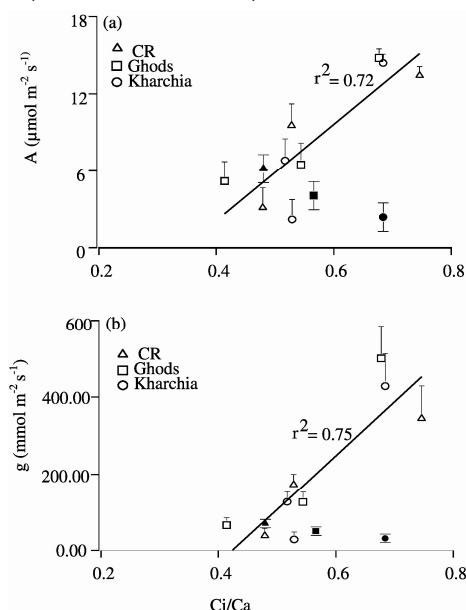 18
(a)
CR
Ghods
Kharchia
r² = 0.72
12
A (µmol m⁻² s⁻¹)
6
0
0.2 0.4 0.6 0.8
600
(b)
CR
Ghods
Kharchia
400.00
g (mmol m⁻² s⁻¹)
r² = 0.75
200.00
0.00
0.2 0.4 0.6 0.8
Ci/Ca